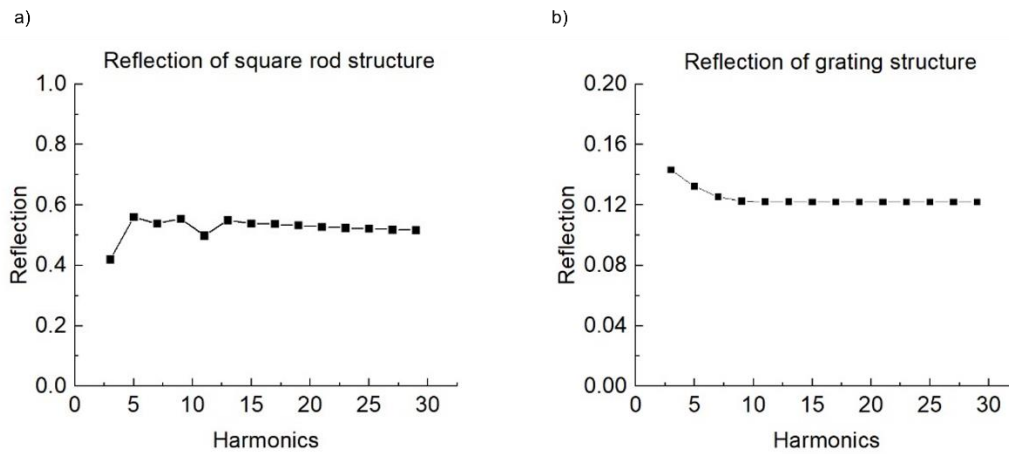 a)
Reflection of square rod structure
1.0
0.8
0.6
0.4
0.2
0.0
Reflection
0 5 10 15 20 25 30
Harmonics
b)
Reflection of grating structure
0.20
0.16
0.12
0.08
0.04
0.00
Reflection
0 5 10 15 20 25 30
Harmonics